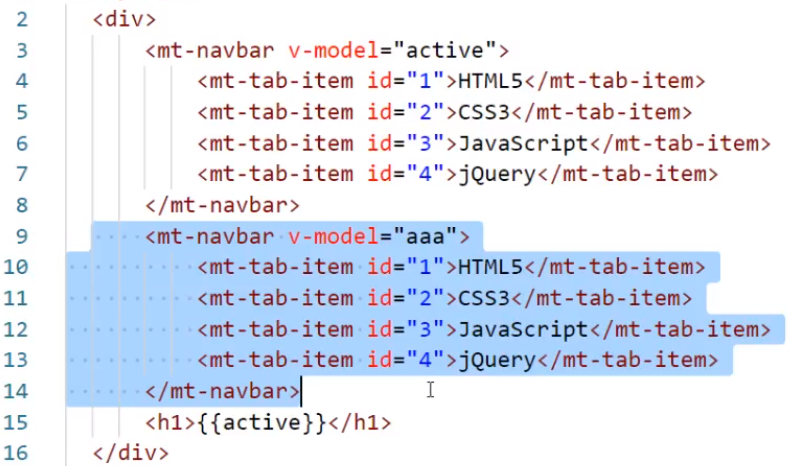 2 <div>
3 <mt-navbar v-model="active">
4 <mt-tab-item id="1">HTML5</mt-tab-item>
5 <mt-tab-item id="2">CSS3</mt-tab-item>
6 <mt-tab-item id="3">JavaScript</mt-tab-item>
7 <mt-tab-item id="4">jQuery</mt-tab-item>
8 </mt-navbar>
9 <mt-navbar v-model="aaa">
10 <mt-tab-item id="1">HTML5</mt-tab-item>
11 <mt-tab-item id="2">CSS3</mt-tab-item>
12 <mt-tab-item id="3">JavaScript</mt-tab-item>
13 <mt-tab-item id="4">jQuery</mt-tab-item>
14 </mt-navbar>
15 <h1>{{active}}</h1>
16 </div>